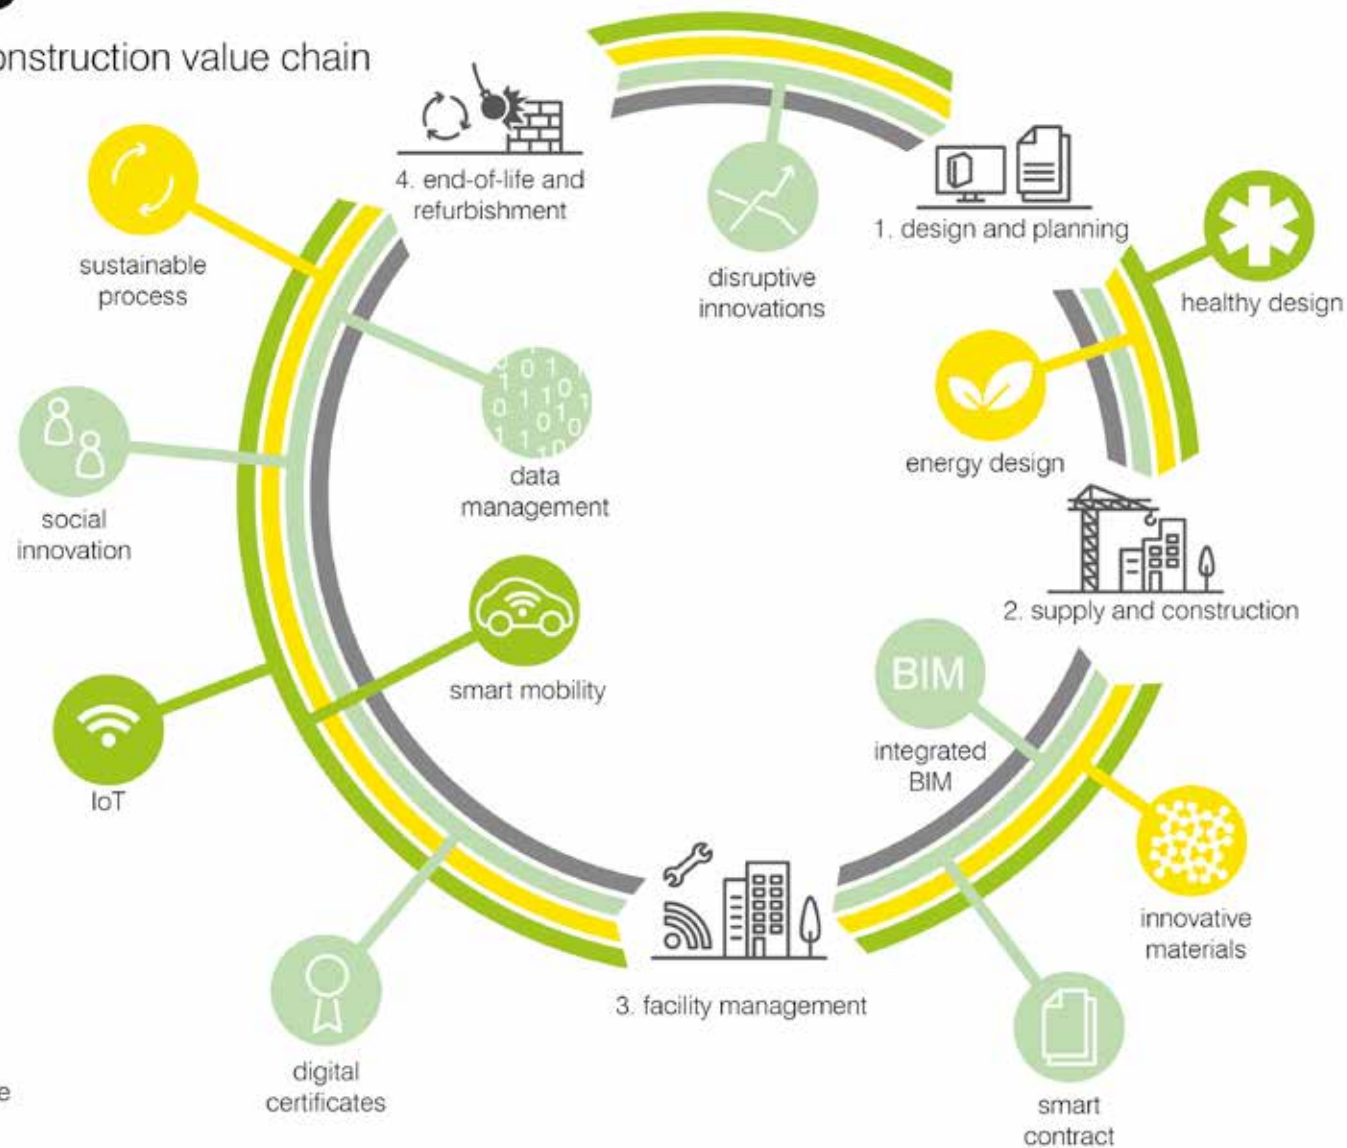 onstruction value chain
4. end-of-life and
refurbishment
1. design and planning
sustainable
process
disruptive
innovations
healthy design
energy design
data
management
social
innovation
2. supply and construction
BIM
integrated
BIM
smart mobility
IoT
innovative
materials
3. facility management
digital
certificates
smart
contract
e